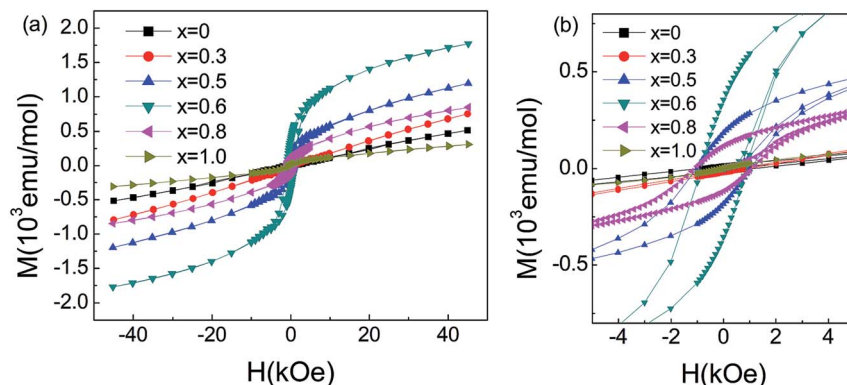 (a)
x=0
x=0.3
x=0.5
x=0.6
x=0.8
x=1.0
M(10³emu/mol)
2.0
1.5
1.0
0.5
0.0
-0.5
-1.0
-1.5
-2.0
-40 -20 0 20 40
H(kOe)
(b)
x=0
x=0.3
x=0.5
x=0.6
x=0.8
x=1.0
M(10³emu/mol)
0.5
0.0
-0.5
-4 -2 0 2 4
H(kOe)